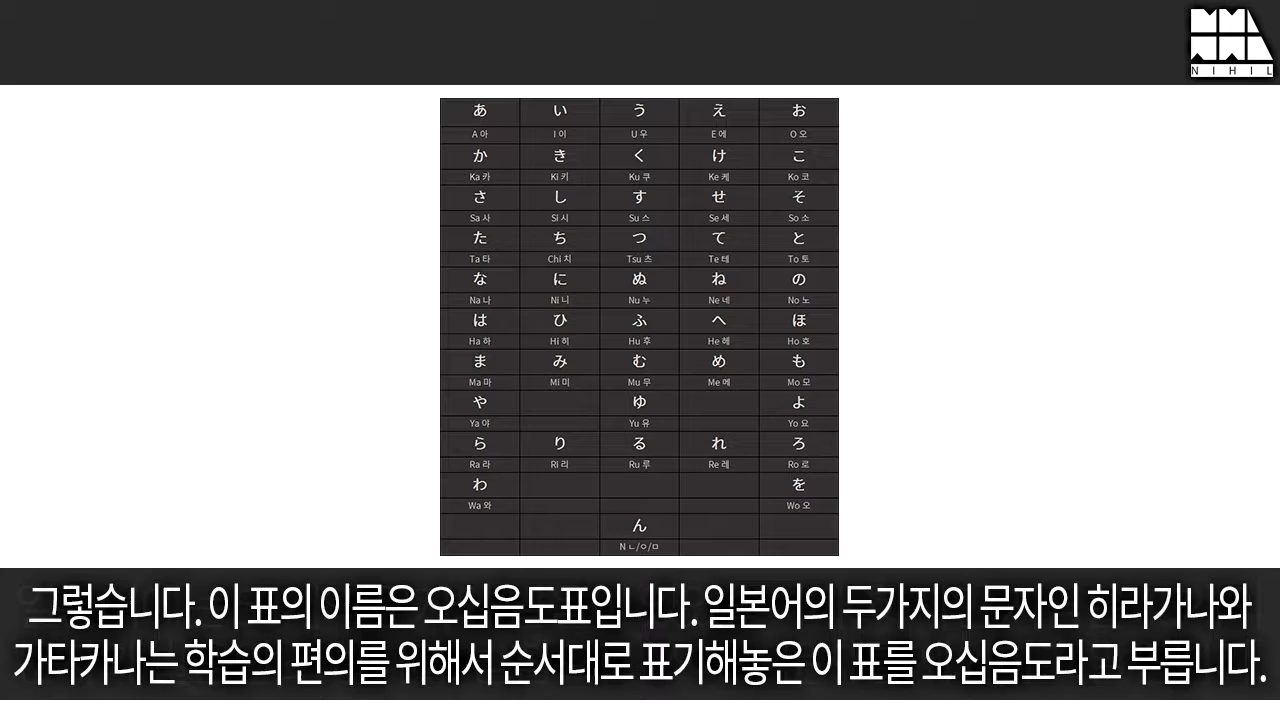 NIHIL
あ い う え お
A 아 I 이 U 우 E 에 O 오
か き く け こ
Ka 카 Ki 키 Ku 쿠 Ke 케 Ko 코
さ し す せ そ
Sa 사 Si 시 Su 스 Se 세 So 소
た ち つ て と
Ta 타 Chi 치 Tsu 츠 Te 테 To 토
な に ぬ ね の
Na 나 Ni 니 Nu 누 Ne 네 No 노
は ひ ふ へ ほ
Ha 하 Hi 히 Hu 후 He 헤 Ho 호
ま み む め も
Ma 마 Mi 미 Mu 무 Me 메 Mo 모
や ゆ よ
Ya 야 Yu 유 Yo 요
ら り る れ ろ
Ra 라 Ri 리 Ru 루 Re 레 Ro 로
わ を
Wa 와 Wo 오
ん
N ㄴ/ㅇ/ㅁ
그렇습니다. 이 표의 이름은 오십음도표입니다. 일본어의 두가지의 문자인 히라가나와
가타카나는 학습의 편의를 위해서 순서대로 표기해놓은 이 표를 오십음도라고 부릅니다.